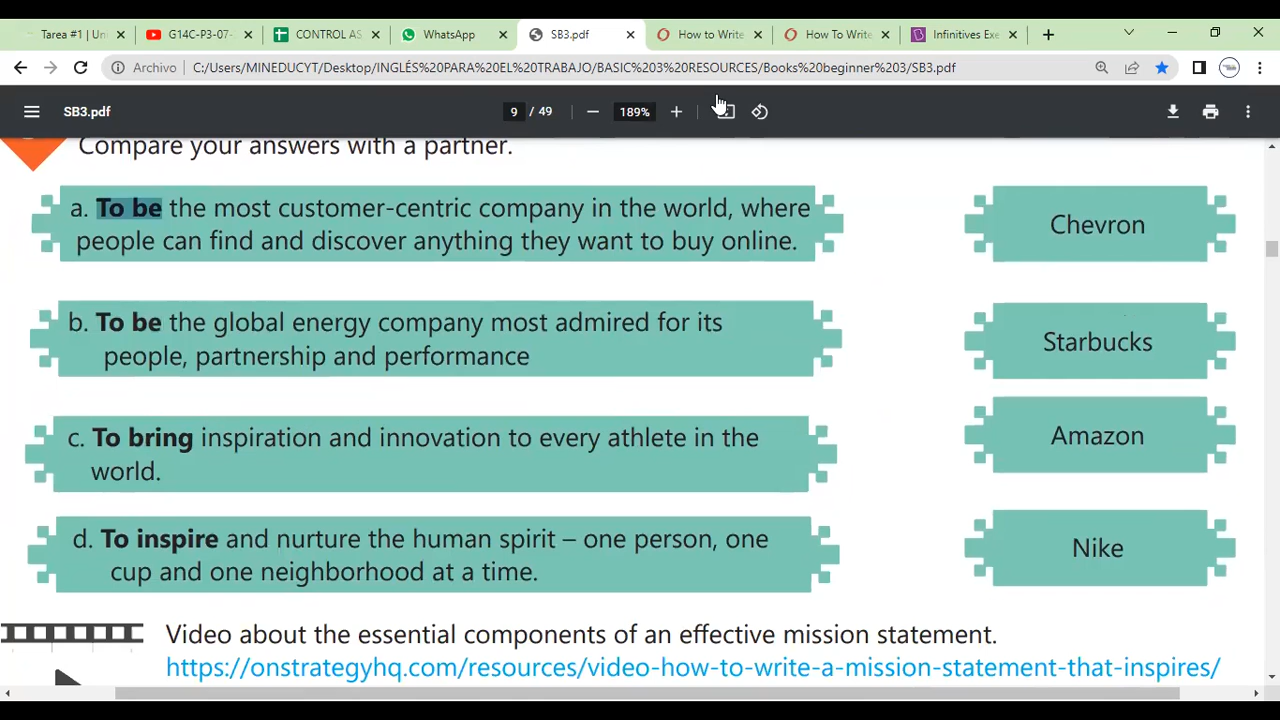 Tarea #1 | Un
G14C-P3-07-
CONTROL AS
WhatsApp
SB3.pdf
How to Write
How To Write
Infinitives Exe
Archivo
C:/Users/MINEDUCYT/Desktop/INGLÉS%20PARA%20EL%20TRABAJO/BASIC%203%20RESOURCES/Books%20beginner%203/SB3.pdf
SB3.pdf
9 / 49
189%
Compare your answers with a partner.
a. To be the most customer-centric company in the world, where
people can find and discover anything they want to buy online.
Chevron
b. To be the global energy company most admired for its
people, partnership and performance
Starbucks
c. To bring inspiration and innovation to every athlete in the
world.
Amazon
d. To inspire and nurture the human spirit – one person, one
cup and one neighborhood at a time.
Nike
Video about the essential components of an effective mission statement.
https://onstrategyhq.com/resources/video-how-to-write-a-mission-statement-that-inspires/